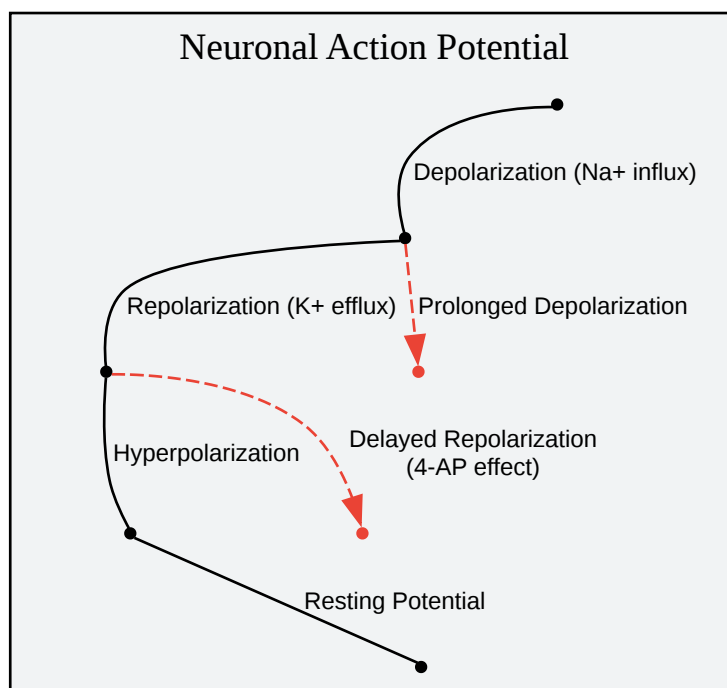 Neuronal Action Potential
Depolarization (Na+ influx)
Repolarization (K+ efflux)
Prolonged Depolarization
Hyperpolarization
Delayed Repolarization
(4-AP effect)
Resting Potential